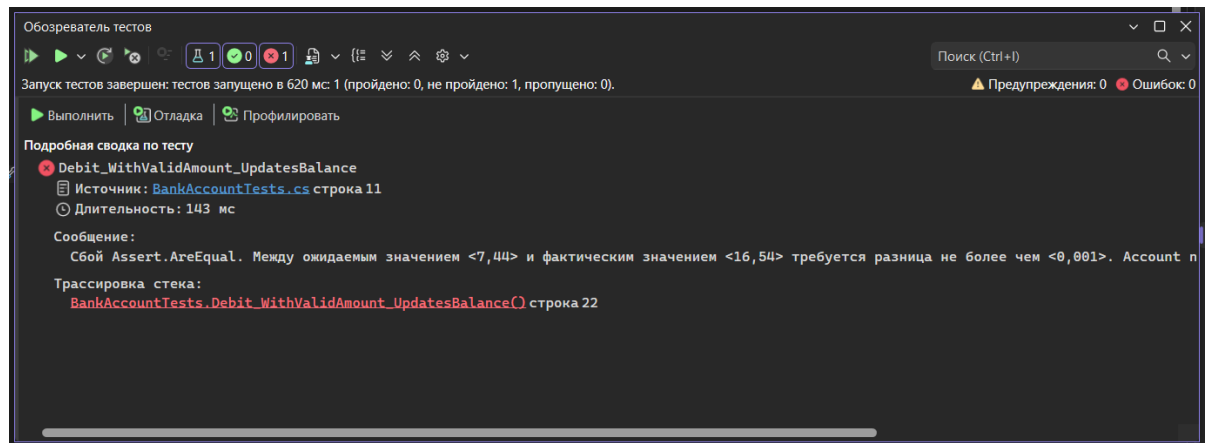 Обозреватель тестов
1 0 1 Поиск (Ctrl+I)
Запуск тестов завершен: тестов запущено в 620 мс: 1 (пройдено: 0, не пройдено: 1, пропущено: 0). Предупреждения: 0 Ошибок: 0
Выполнить Отладка Профилировать
Подробная сводка по тесту
Debit_WithValidAmount_UpdatesBalance
Источник: BankAccountTests.cs строка 11
Длительность: 143 мс
Сообщение:
Сбой Assert.AreEqual. Между ожидаемым значением <7,44> и фактическим значением <16,54> требуется разница не более чем <0,001>. Account n
Трассировка стека:
BankAccountTests.Debit_WithValidAmount_UpdatesBalance() строка 22